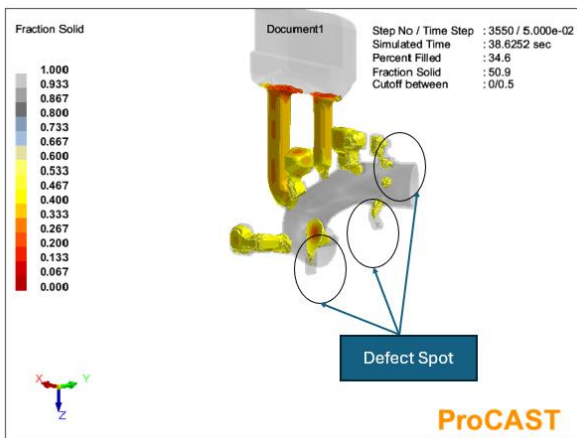 Fraction Solid
1.000
0.933
0.867
0.800
0.733
0.667
0.600
0.533
0.467
0.400
0.333
0.267
0.200
0.133
0.067
0.000
Document1
Step No / Time Step : 3550 / 5.000e-02
Simulated Time : 38.6252 sec
Percent Filled : 34.6
Fraction Solid : 50.9
Cutoff between : 0/0.5
Defect Spot
X
Y
Z
ProCAST